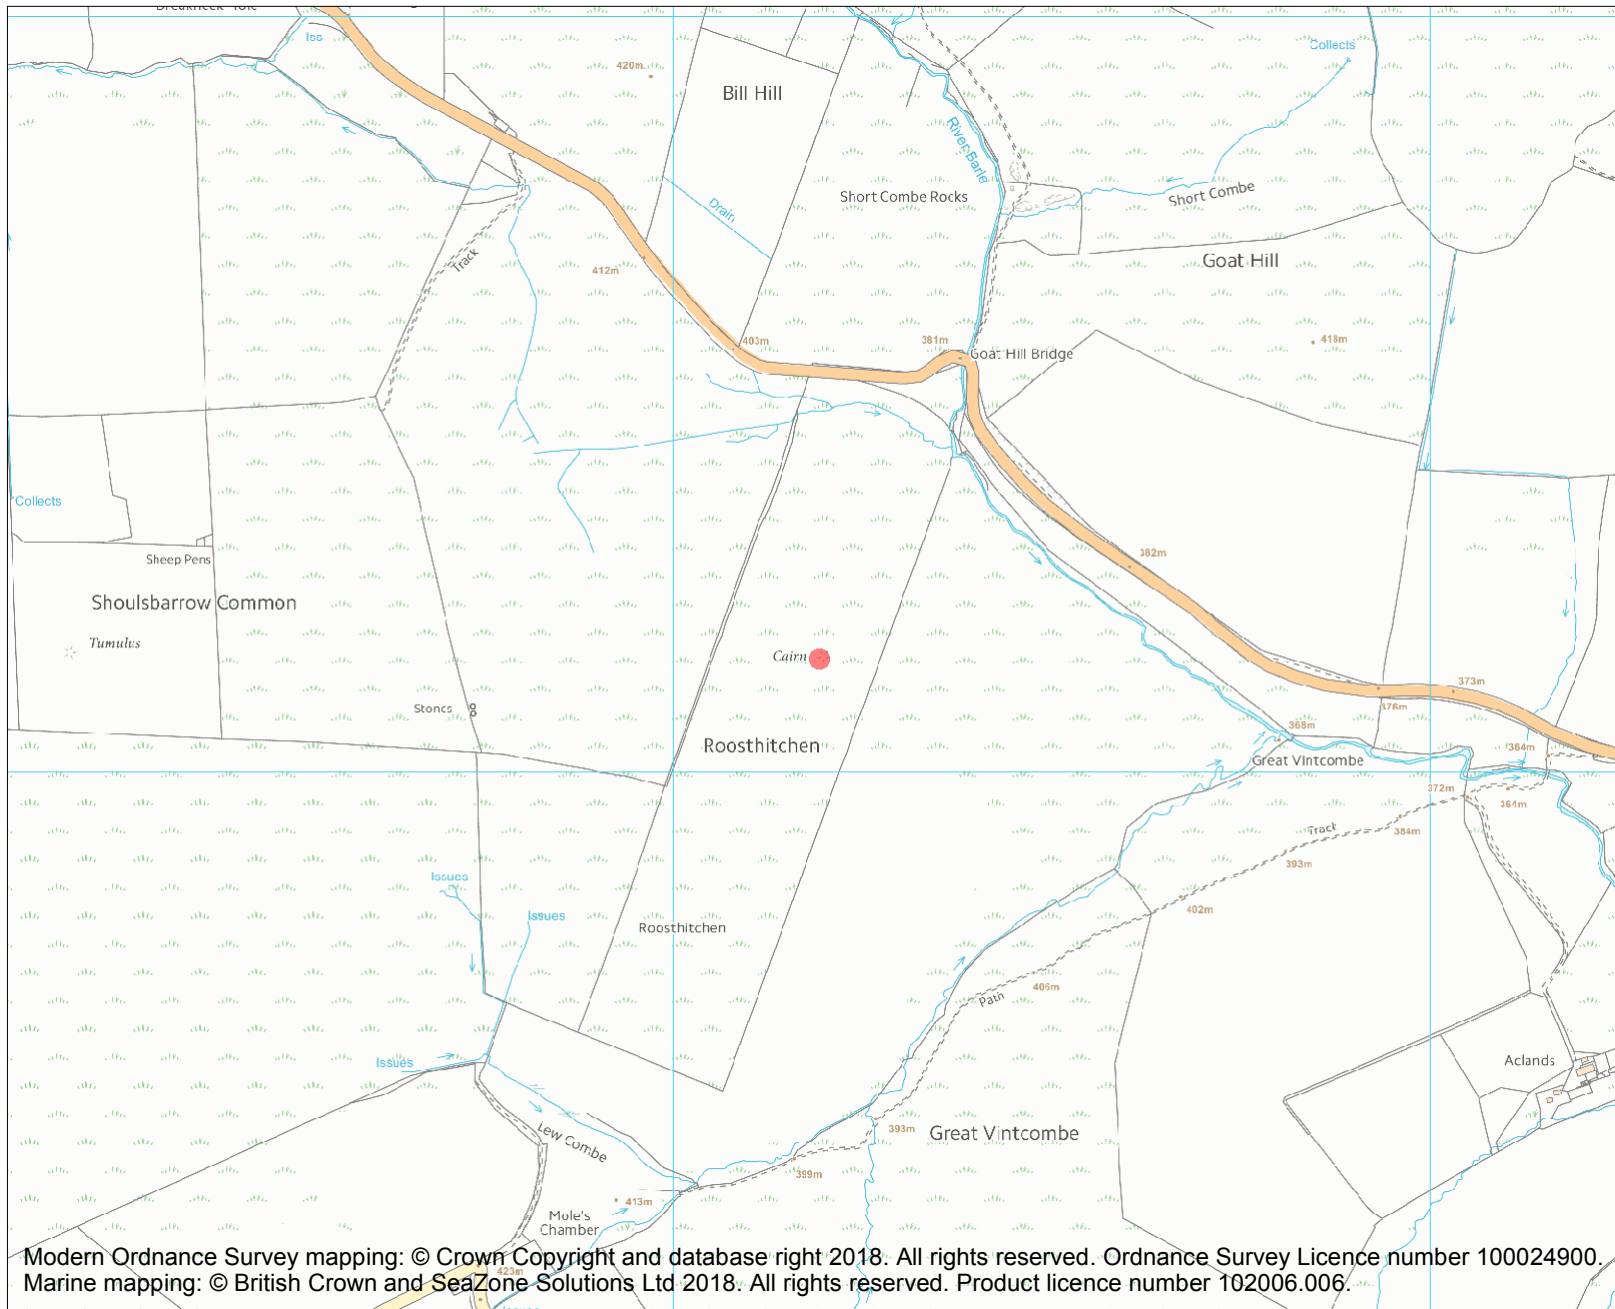 Iss
Collects
420m
Bill Hill
River Barle
Short Combe Rocks
Short Combe
Drain
Track
412m
Goat Hill
403m
381m
Goat Hill Bridge
418m
Collects
Sheep Pens
382m
Shoulsbarrow Common
Tumulus
Cairn
Stones
373m
376m
368m
Roosthitchen
364m
Great Vintcombe
372m
364m
Track
384m
393m
Issues
402m
Issues
Roosthitchen
406m
Path
Issues
Aclands
Lew Combe
393m
Great Vintcombe
399m
413m
Mole's
Chamber
Modern Ordnance Survey mapping: © Crown Copyright and database right 2018. All rights reserved. Ordnance Survey Licence number 100024900.
423m
Marine mapping: © British Crown and SeaZone Solutions Ltd 2018. All rights reserved. Product licence number 102006.006.